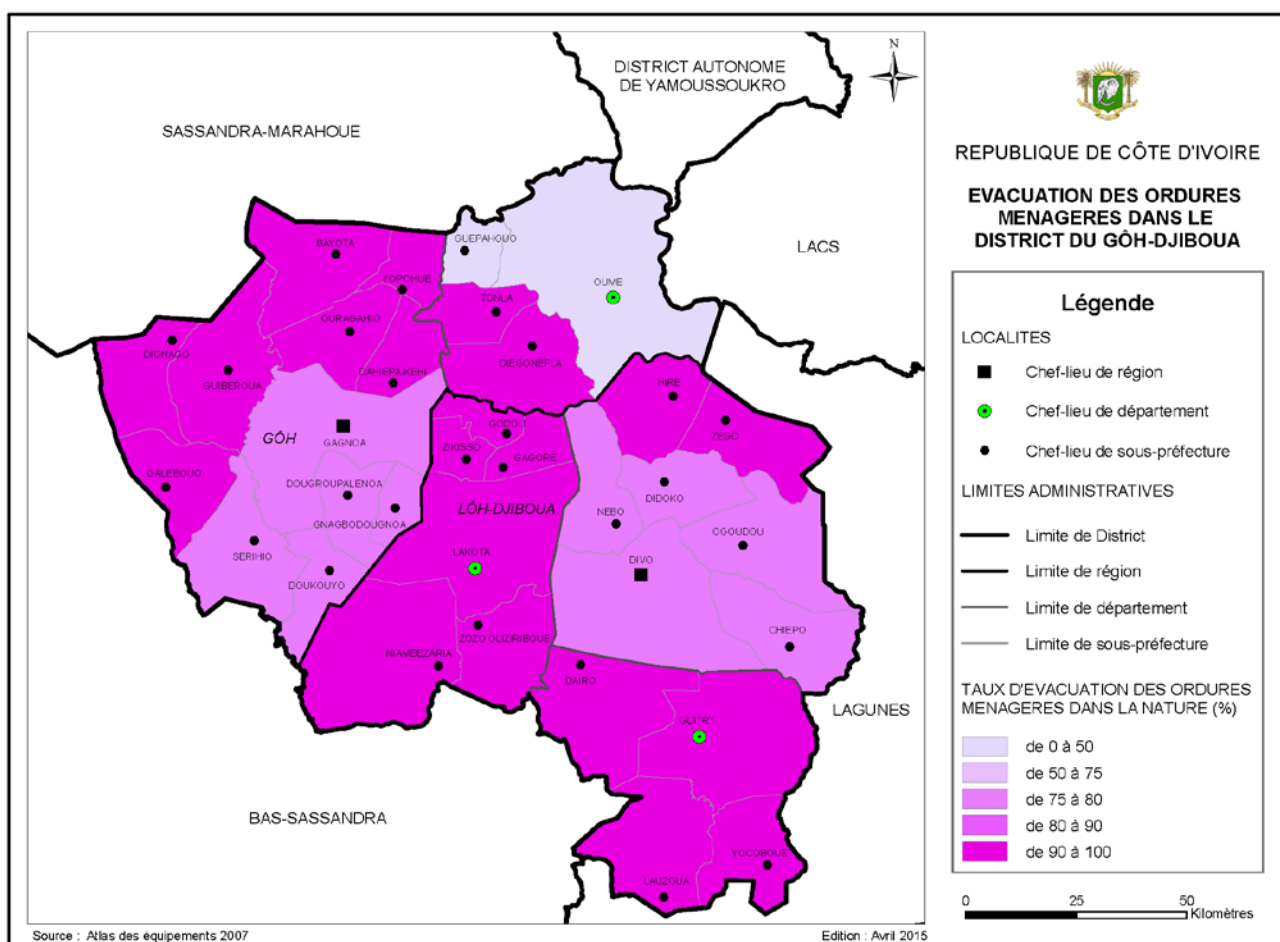 N
DISTRICT AUTONOME
DE YAMOUSSOUKRO
SASSANDRA-MARAHOUE
LACS
GUEPAHOUO
BAYOTA
YOPOHUE
OUME
TONLA
OURAGAHIO
DIGNAGO
DIEGONEFLA
GUIBEROUA
DAHIEPA-KEHI
HIRE
ZEGO
GODOU
GÔH
GAGNOA
ZIKISSO
GAGORE
GALEBOUO
DOUGROUPALENOA
DIDOKO
LÔH-DJIBOUA
NEBO
GNAGBODOUGNOA
OGOUDOU
SERIHIO
LAKOTA
DIVO
DOUKOUYO
CHIEPO
ZOZO OLIZIRIBOUE
NIAMBEZARIA
DAIRO
LAGUNES
GUITRY
BAS-SASSANDRA
YOCOBOUE
LAUZOUA
Source : Atlas des équipements 2007
Edition : Avril 2015
REPUBLIQUE DE CÔTE D'IVOIRE
EVACUATION DES ORDURES
MENAGERES DANS LE
DISTRICT DU GÔH-DJIBOUA
Légende
LOCALITES
Chef-lieu de région
Chef-lieu de département
Chef-lieu de sous-préfecture
LIMITES ADMINISTRATIVES
Limite de District
Limite de région
Limite de département
Limite de sous-préfecture
TAUX D'EVACUATION DES ORDURES
MENAGERES DANS LA NATURE (%)
de 0 à 50
de 50 à 75
de 75 à 80
de 80 à 90
de 90 à 100
0 25 50
Kilomètres